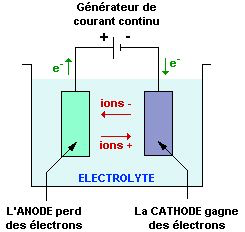 Générateur de
courant continu
+ -
e- e-
ions -
ions +
ELECTROLYTE
L'ANODE perd
des électrons
La CATHODE gagne
des électrons